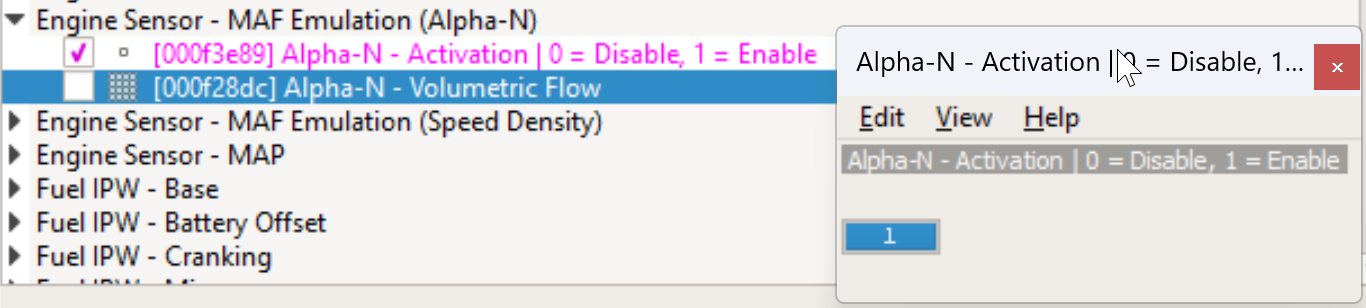 Engine Sensor - MAF Emulation (Alpha-N)
[000f3e89] Alpha-N - Activation | 0 = Disable, 1 = Enable
[000f28dc] Alpha-N - Volumetric Flow
Engine Sensor - MAF Emulation (Speed Density)
Engine Sensor - MAP
Fuel IPW - Base
Fuel IPW - Battery Offset
Fuel IPW - Cranking
Alpha-N - Activation | 0 = Disable, 1...
Edit View Help
Alpha-N - Activation | 0 = Disable, 1 = Enable
1